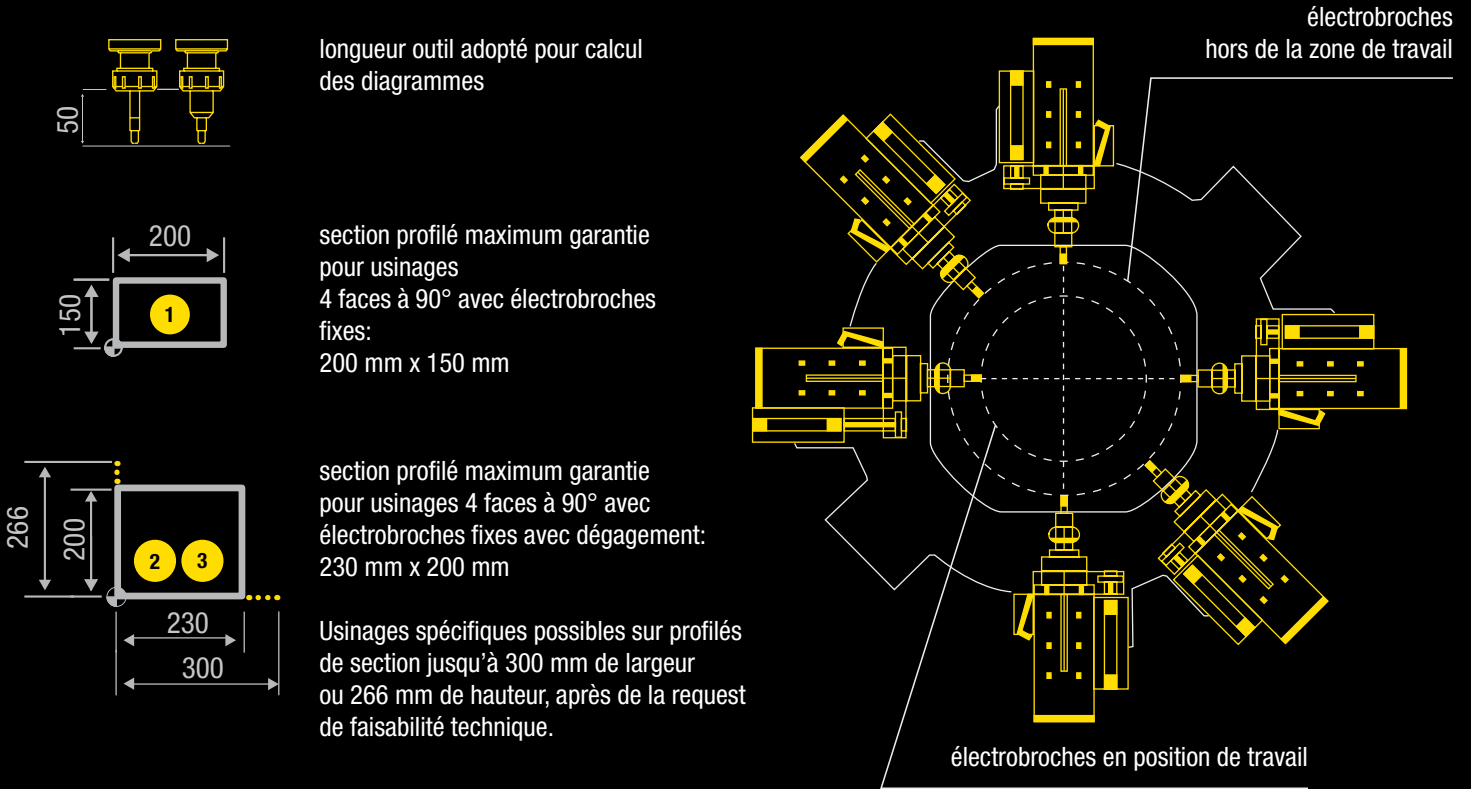 50
longueur outil adopté pour calcul
des diagrammes
200
150
1
section profilé maximum garantie
pour usinages
4 faces à 90° avec électrobroches
fixes:
200 mm x 150 mm
266
200
2 3
230
300
section profilé maximum garantie
pour usinages 4 faces à 90° avec
électrobroches fixes avec dégagement:
230 mm x 200 mm
Usinages spécifiques possibles sur profilés
de section jusqu'à 300 mm de largeur
ou 266 mm de hauteur, après de la request
de faisabilité technique.
électrobroches
hors de la zone de travail
électrobroches en position de travail